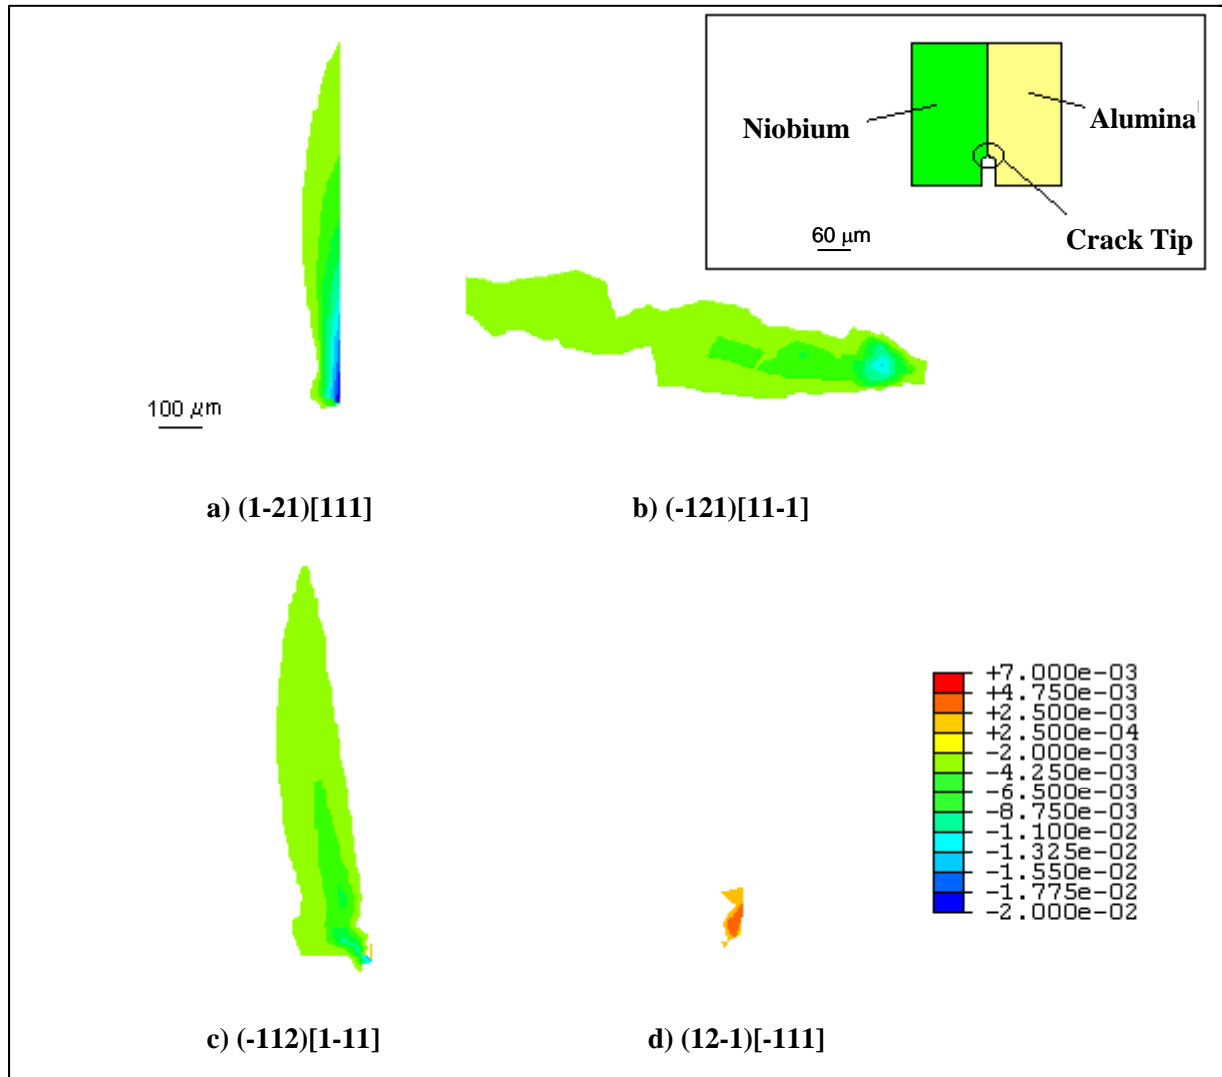 Niobium
Alumina
60 μm
Crack Tip
100 μm
a) (1-21)[111]
b) (-121)[11-1]
+7.000e-03
+4.750e-03
+2.500e-03
+2.500e-04
-2.000e-03
-4.250e-03
-6.500e-03
-8.750e-03
-1.100e-02
-1.325e-02
-1.550e-02
-1.775e-02
-2.000e-02
c) (-112)[1-11]
d) (12-1)[-111]